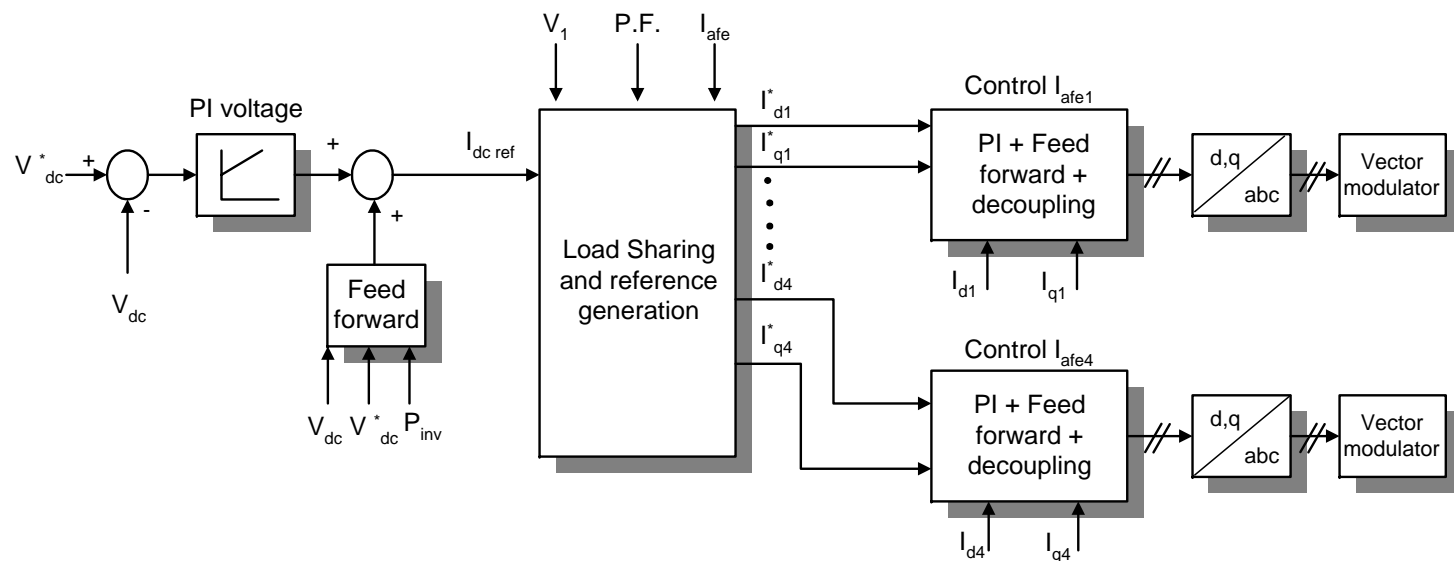 V1
P.F.
Iafe
PI voltage
V*dc
+
-
Vdc
+
+
Idc ref
Feed
forward
Vdc
V*dc
Pinv
Load Sharing
and reference
generation
I*d1
I*q1
I*d4
I*q4
Control Iafe1
PI + Feed
forward +
decoupling
Id1
Iq1
d,q
abc
Vector
modulator
Control Iafe4
PI + Feed
forward +
decoupling
Id4
Iq4
d,q
abc
Vector
modulator